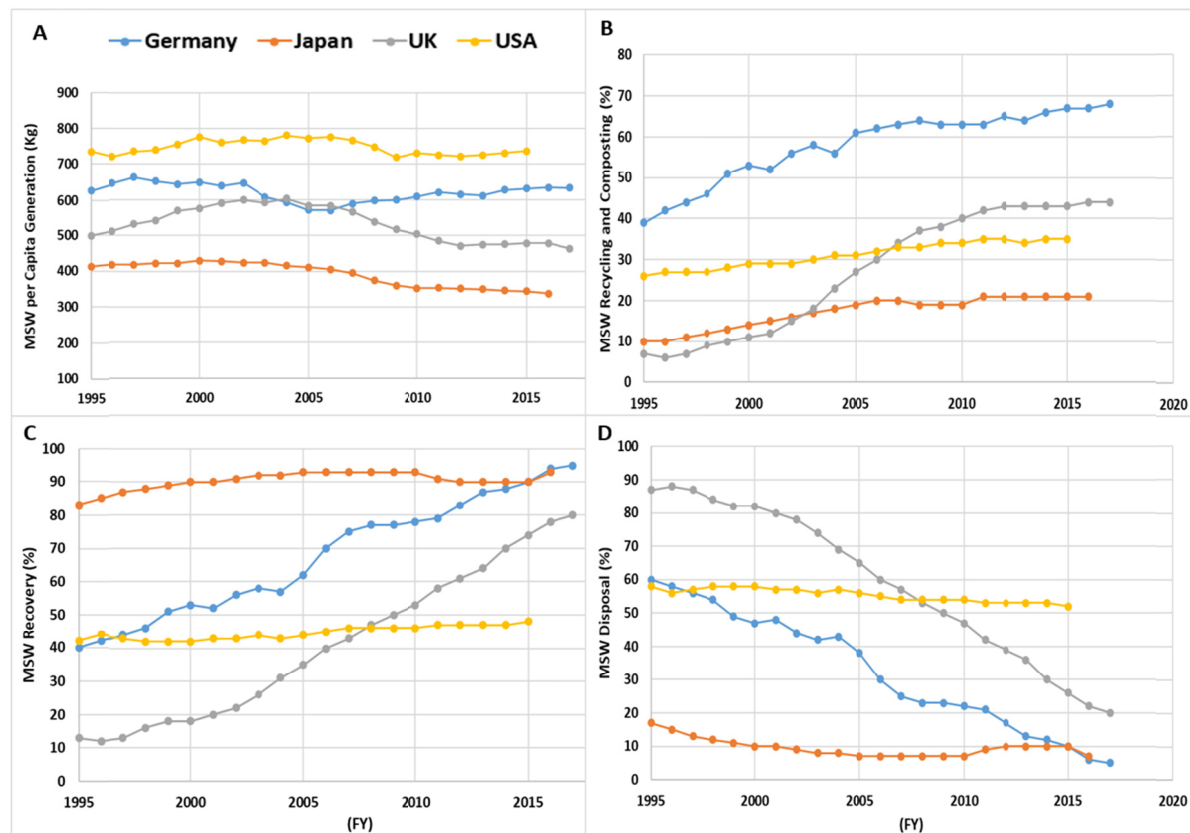 A
Germany Japan UK USA
MSW per Capita Generation (Kg)
900
800
700
600
500
400
300
200
100
1995 2000 2005 2010 2015
B
MSW Recycling and Composting (%)
80
70
60
50
40
30
20
10
0
1995 2000 2005 2010 2015 2020
C
MSW Recovery (%)
100
90
80
70
60
50
40
30
20
10
0
1995 2000 2005 2010 2015
(FY)
D
MSW Disposal (%)
100
90
80
70
60
50
40
30
20
10
0
1995 2000 2005 2010 2015 2020
(FY)